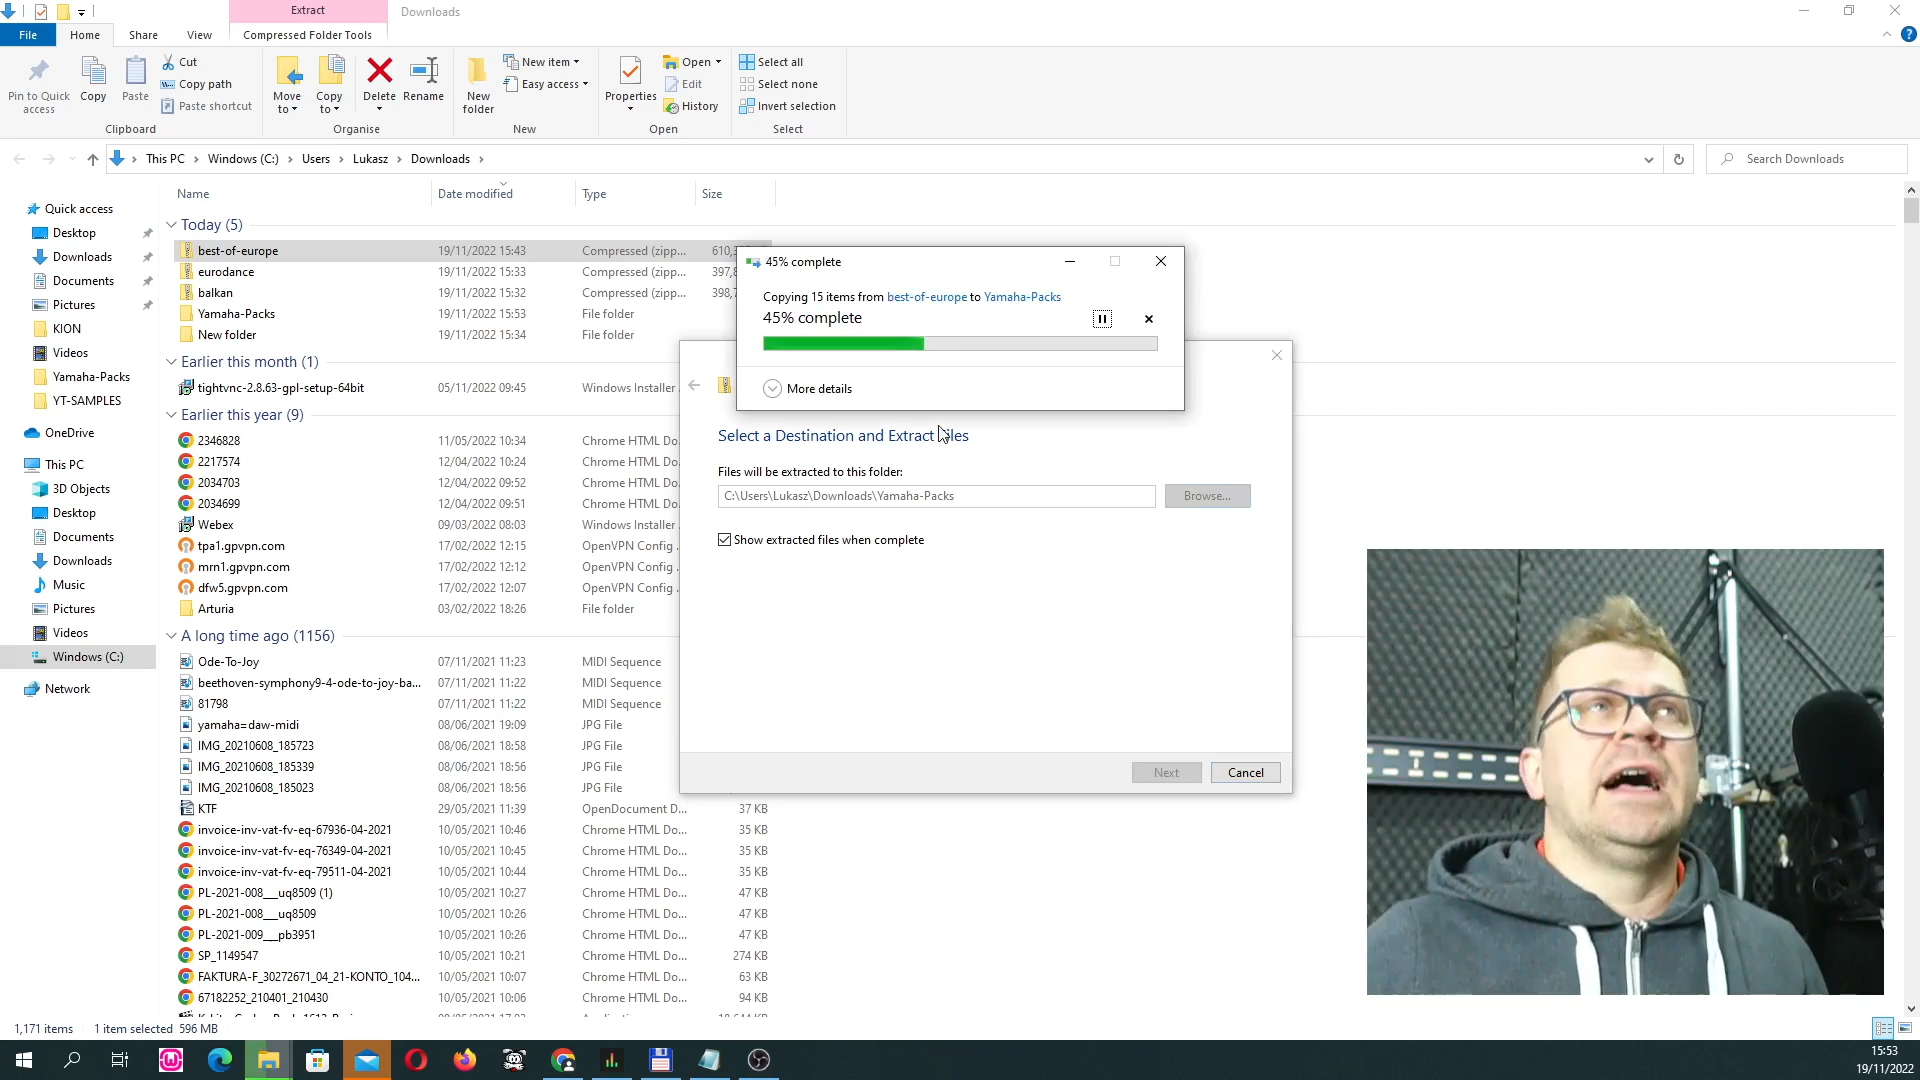 Extract
Downloads
File
Home
Share
View
Compressed Folder Tools
Pin to Quick access
Copy
Paste
Cut
Copy path
Paste shortcut
Clipboard
Move to
Copy to
Delete
Rename
Organise
New folder
New item
Easy access
New
Properties
Open
Edit
History
Open
Select all
Select none
Invert selection
Select
This PC > Windows (C:) > Users > Lukasz > Downloads >
Search Downloads
Quick access
Desktop
Downloads
Documents
Pictures
KION
Videos
Yamaha-Packs
YT-SAMPLES
OneDrive
This PC
3D Objects
Desktop
Documents
Downloads
Music
Pictures
Videos
Windows (C:)
Network
Name Date modified Type Size
Today (5)
best-of-europe 19/11/2022 15:43 Compressed (zipp...
eurodance 19/11/2022 15:33 Compressed (zipp...
balkan 19/11/2022 15:32 Compressed (zipp...
Yamaha-Packs 19/11/2022 15:53 File folder
New folder 19/11/2022 15:34 File folder
Earlier this month (1)
tightvnc-2.8.63-gpl-setup-64bit 05/11/2022 09:45 Windows Installer
Earlier this year (9)
2346828 11/05/2022 10:34 Chrome HTML Do
2217574 12/04/2022 10:24 Chrome HTML Do
2034703 12/04/2022 09:52 Chrome HTML Do
2034699 12/04/2022 09:51 Chrome HTML Do
Webex 09/03/2022 08:03 Windows Installer
tpa1.gpvpn.com 17/02/2022 12:15 OpenVPN Config
mrn1.gpvpn.com 17/02/2022 12:12 OpenVPN Config
dfw5.gpvpn.com 17/02/2022 12:07 OpenVPN Config
Arturia 03/02/2022 18:26 File folder
A long time ago (1156)
Ode-To-Joy 07/11/2021 11:23 MIDI Sequence
beethoven-symphony9-4-ode-to-joy-ba... 07/11/2021 11:22 MIDI Sequence
81798 07/11/2021 11:22 MIDI Sequence
yamaha=daw-midi 08/06/2021 19:09 JPG File
IMG_20210608_185723 08/06/2021 18:58 JPG File
IMG_20210608_185339 08/06/2021 18:56 JPG File
IMG_20210608_185023 08/06/2021 18:56 JPG File
KTF 29/05/2021 11:39 OpenDocument D... 37 KB
invoice-inv-vat-fv-eq-67936-04-2021 10/05/2021 10:46 Chrome HTML Do... 35 KB
invoice-inv-vat-fv-eq-76349-04-2021 10/05/2021 10:45 Chrome HTML Do... 35 KB
invoice-inv-vat-fv-eq-79511-04-2021 10/05/2021 10:44 Chrome HTML Do... 35 KB
PL-2021-008___uq8509 (1) 10/05/2021 10:27 Chrome HTML Do... 47 KB
PL-2021-008___uq8509 10/05/2021 10:26 Chrome HTML Do... 47 KB
PL-2021-009___pb3951 10/05/2021 10:26 Chrome HTML Do... 47 KB
SP_1149547 10/05/2021 10:21 Chrome HTML Do... 274 KB
FAKTURA-F_30272671_04_21-KONTO_104... 10/05/2021 10:07 Chrome HTML Do... 63 KB
67182252_210401_210430 10/05/2021 10:06 Chrome HTML Do... 94 KB
45% complete
Copying 15 items from best-of-europe to Yamaha-Packs
45% complete
More details
Select a Destination and Extract Files
Files will be extracted to this folder:
C:\Users\Lukasz\Downloads\Yamaha-Packs
Browse...
Show extracted files when complete
Next
Cancel
1,171 items 1 item selected 596 MB
15:53
19/11/2022